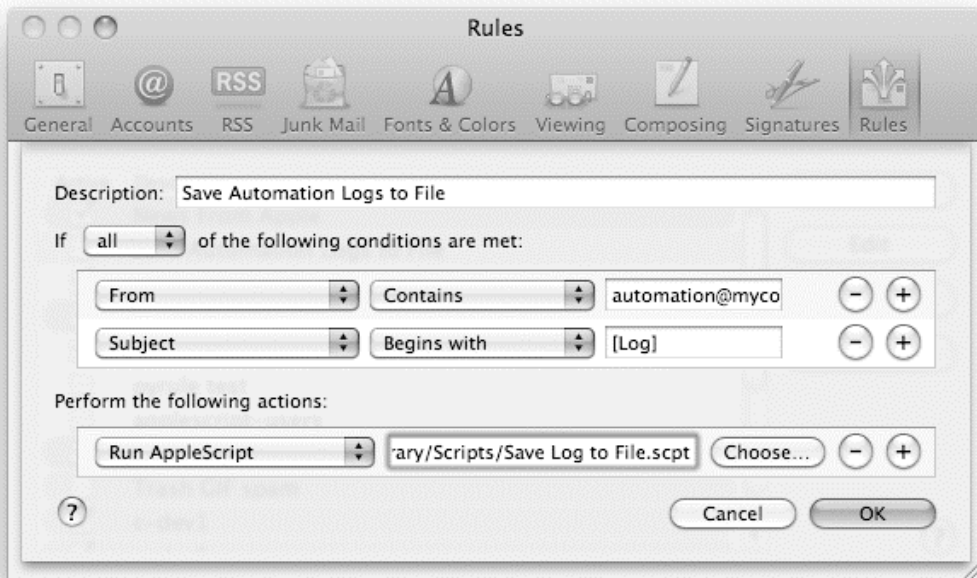 Rules
RSS
General Accounts RSS Junk Mail Fonts & Colors Viewing Composing Signatures Rules
Description: Save Automation Logs to File
If all of the following conditions are met:
From Contains automation@myco
Subject Begins with [Log]
Perform the following actions:
Run AppleScript rary/Scripts/Save Log to File.scpt Choose...
? Cancel OK